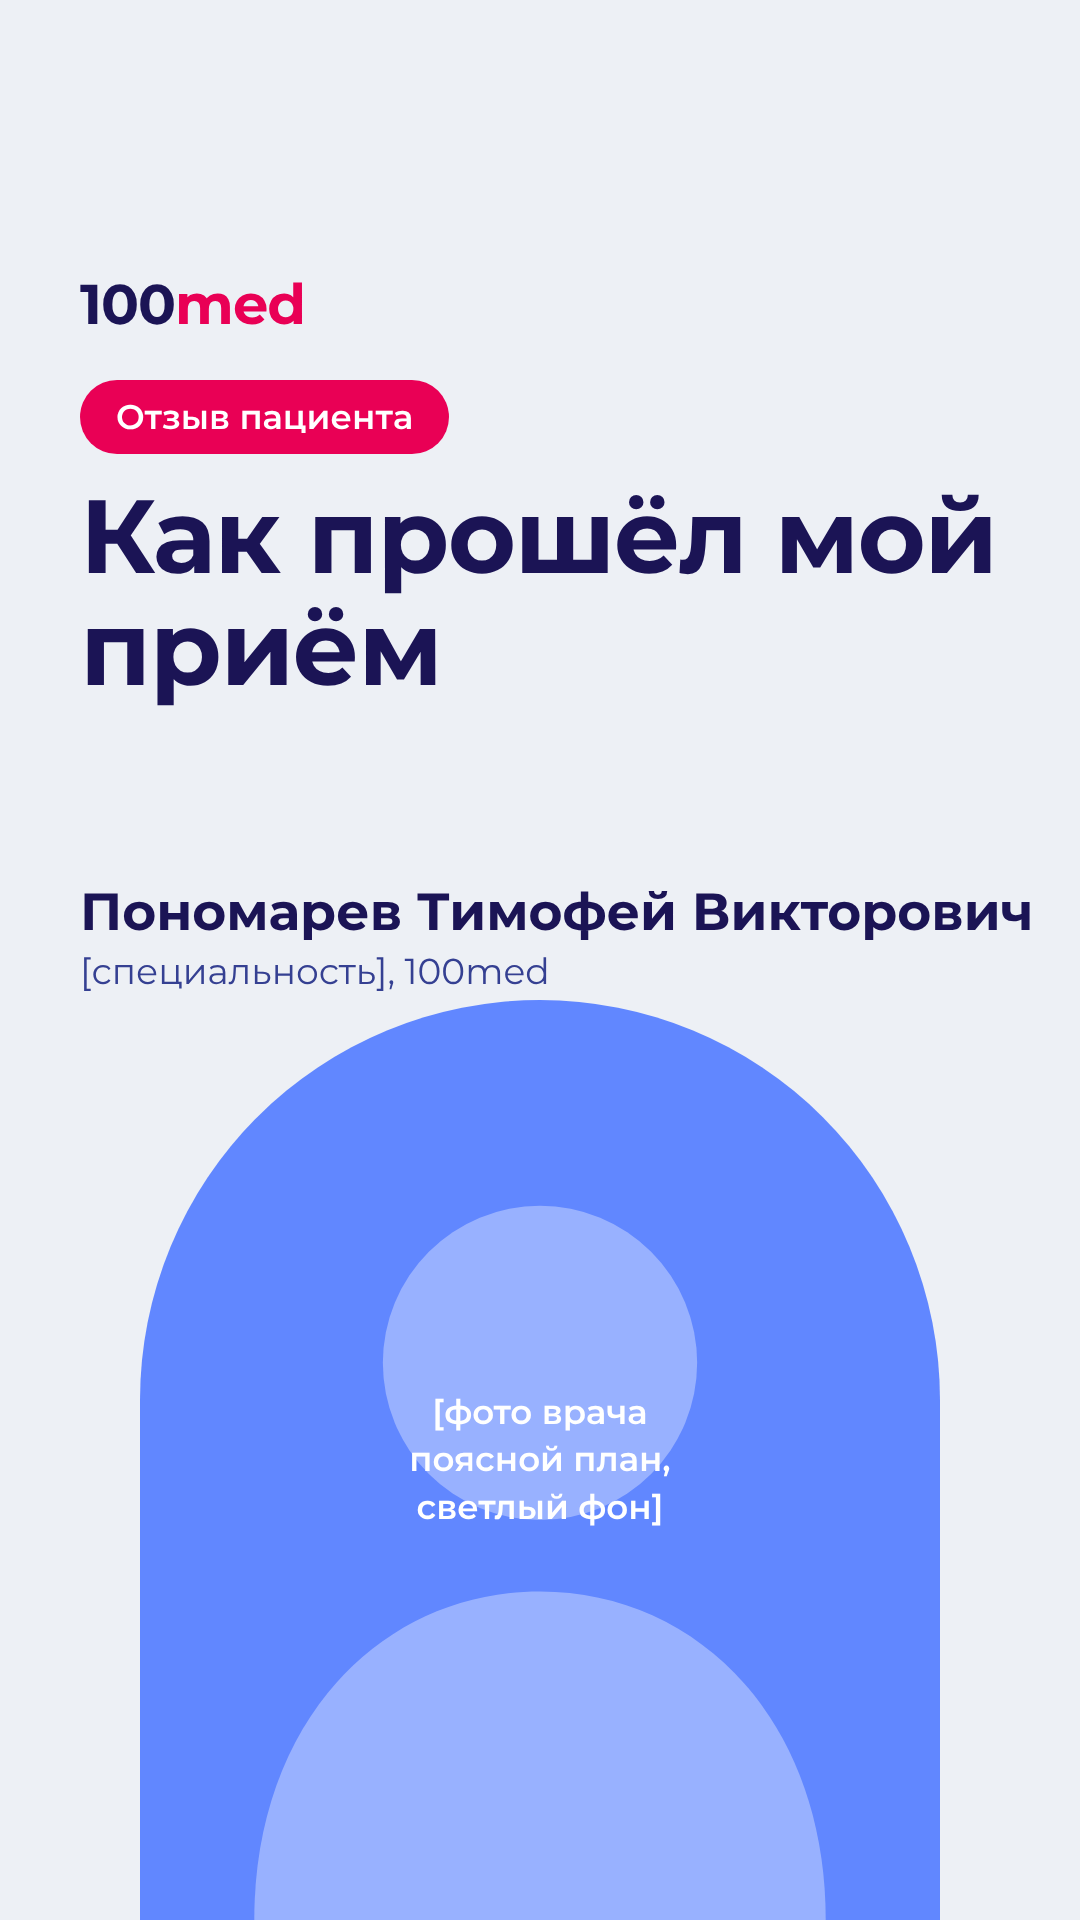 100med
Отзыв пациента
Как прошёл мой
приём
Пономарев Тимофей Викторович
[специальность], 100med
[фото врача
поясной план,
светлый фон]